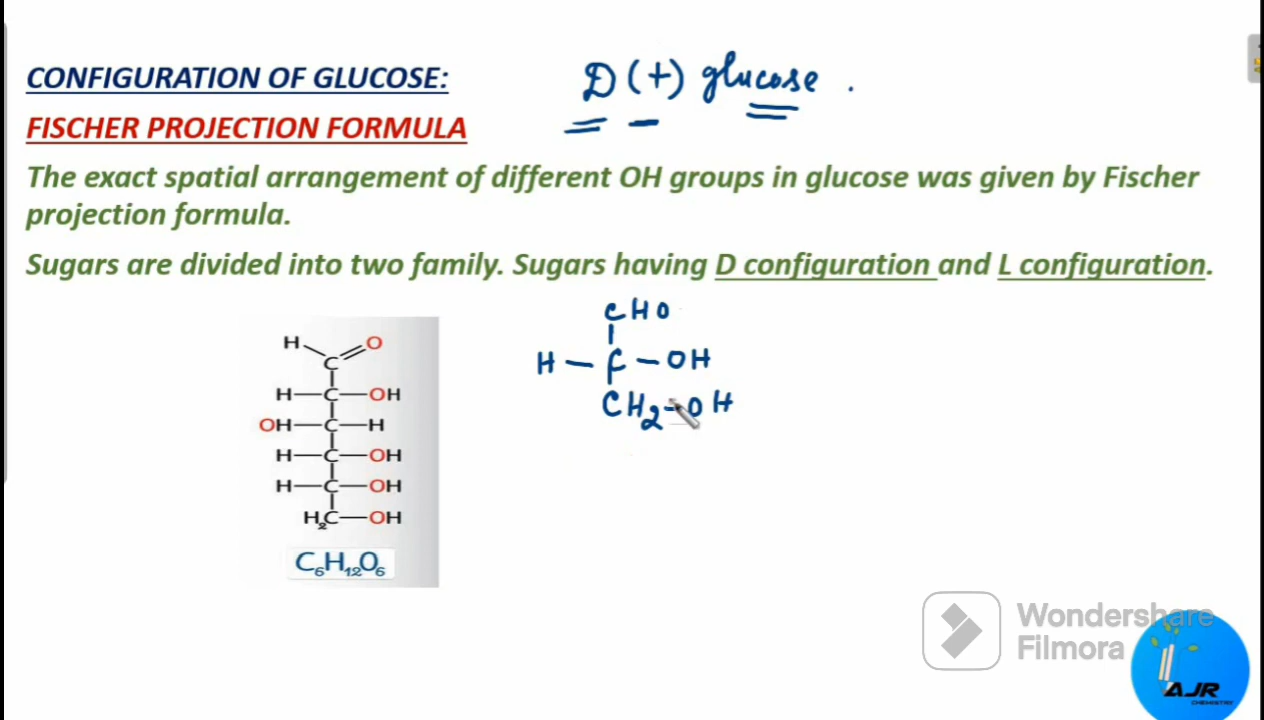 CONFIGURATION OF GLUCOSE:
D (+) glucose .
FISCHER PROJECTION FORMULA
The exact spatial arrangement of different OH groups in glucose was given by Fischer
projection formula.
Sugars are divided into two family. Sugars having D configuration and L configuration.
CHO
H — C — OH
CH2 - OH
H O
C
H—C—OH
OH—C—H
H—C—OH
H—C—OH
H2C—OH
C6H12O6
Wondershare
Filmora
AJR
CHEMISTRY